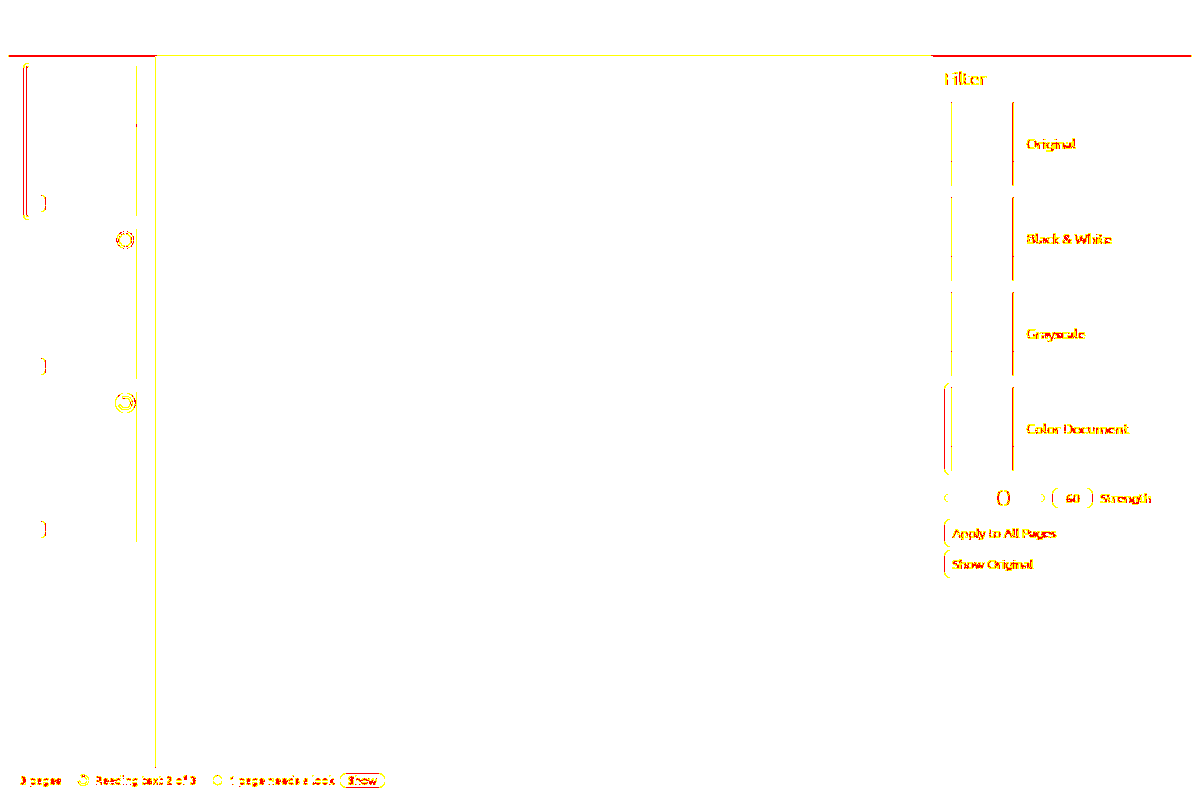 Filter
Original
Black & White
Grayscale
Color Document
60 Strength
Apply to All Pages
Show Original
3 pages Reading text 2 of 3 1 page needs a look Show